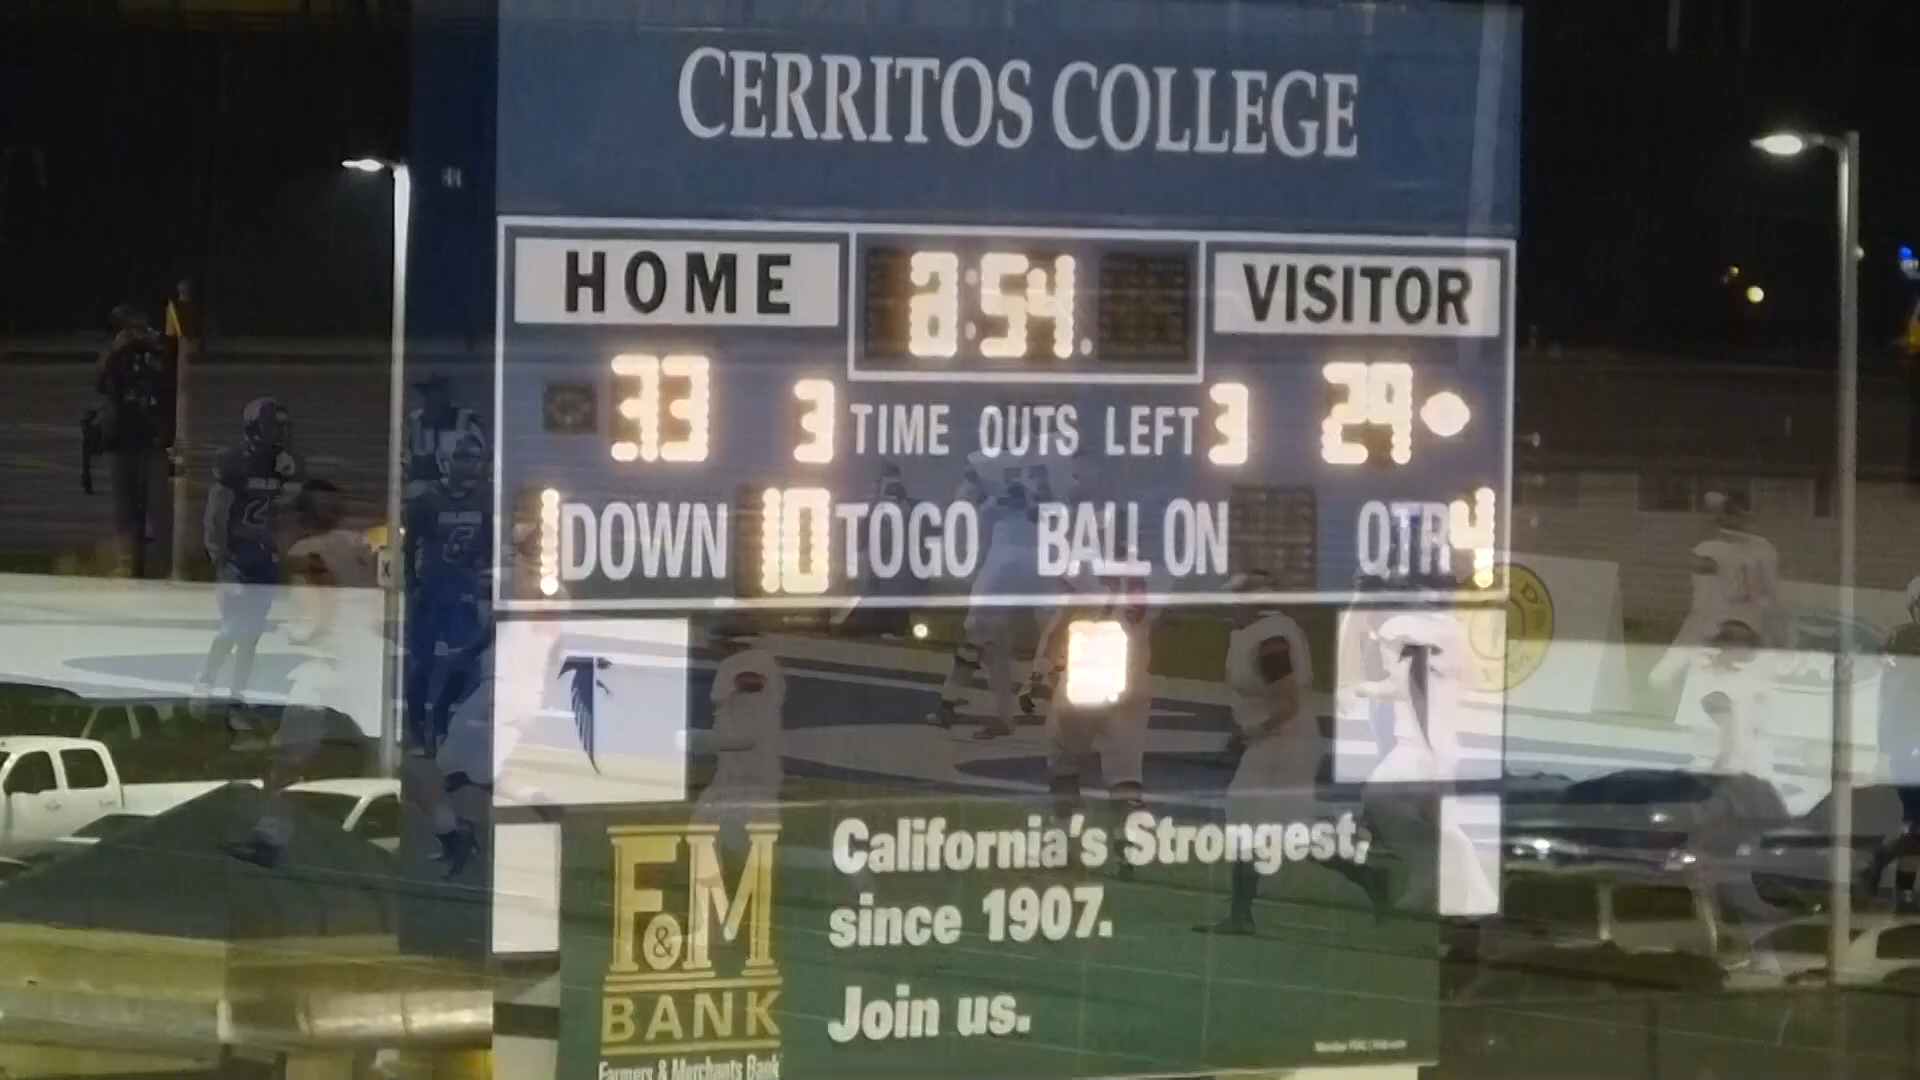 CERRITOS COLLEGE
HOME :54 VISITOR
33 3 TIME OUTS LEFT 3 29
1 DOWN 10 TO GO BALL ON QTR 4
F&M
BANK
Farmers & Merchants Bank
California's Strongest,
since 1907.
Join us.